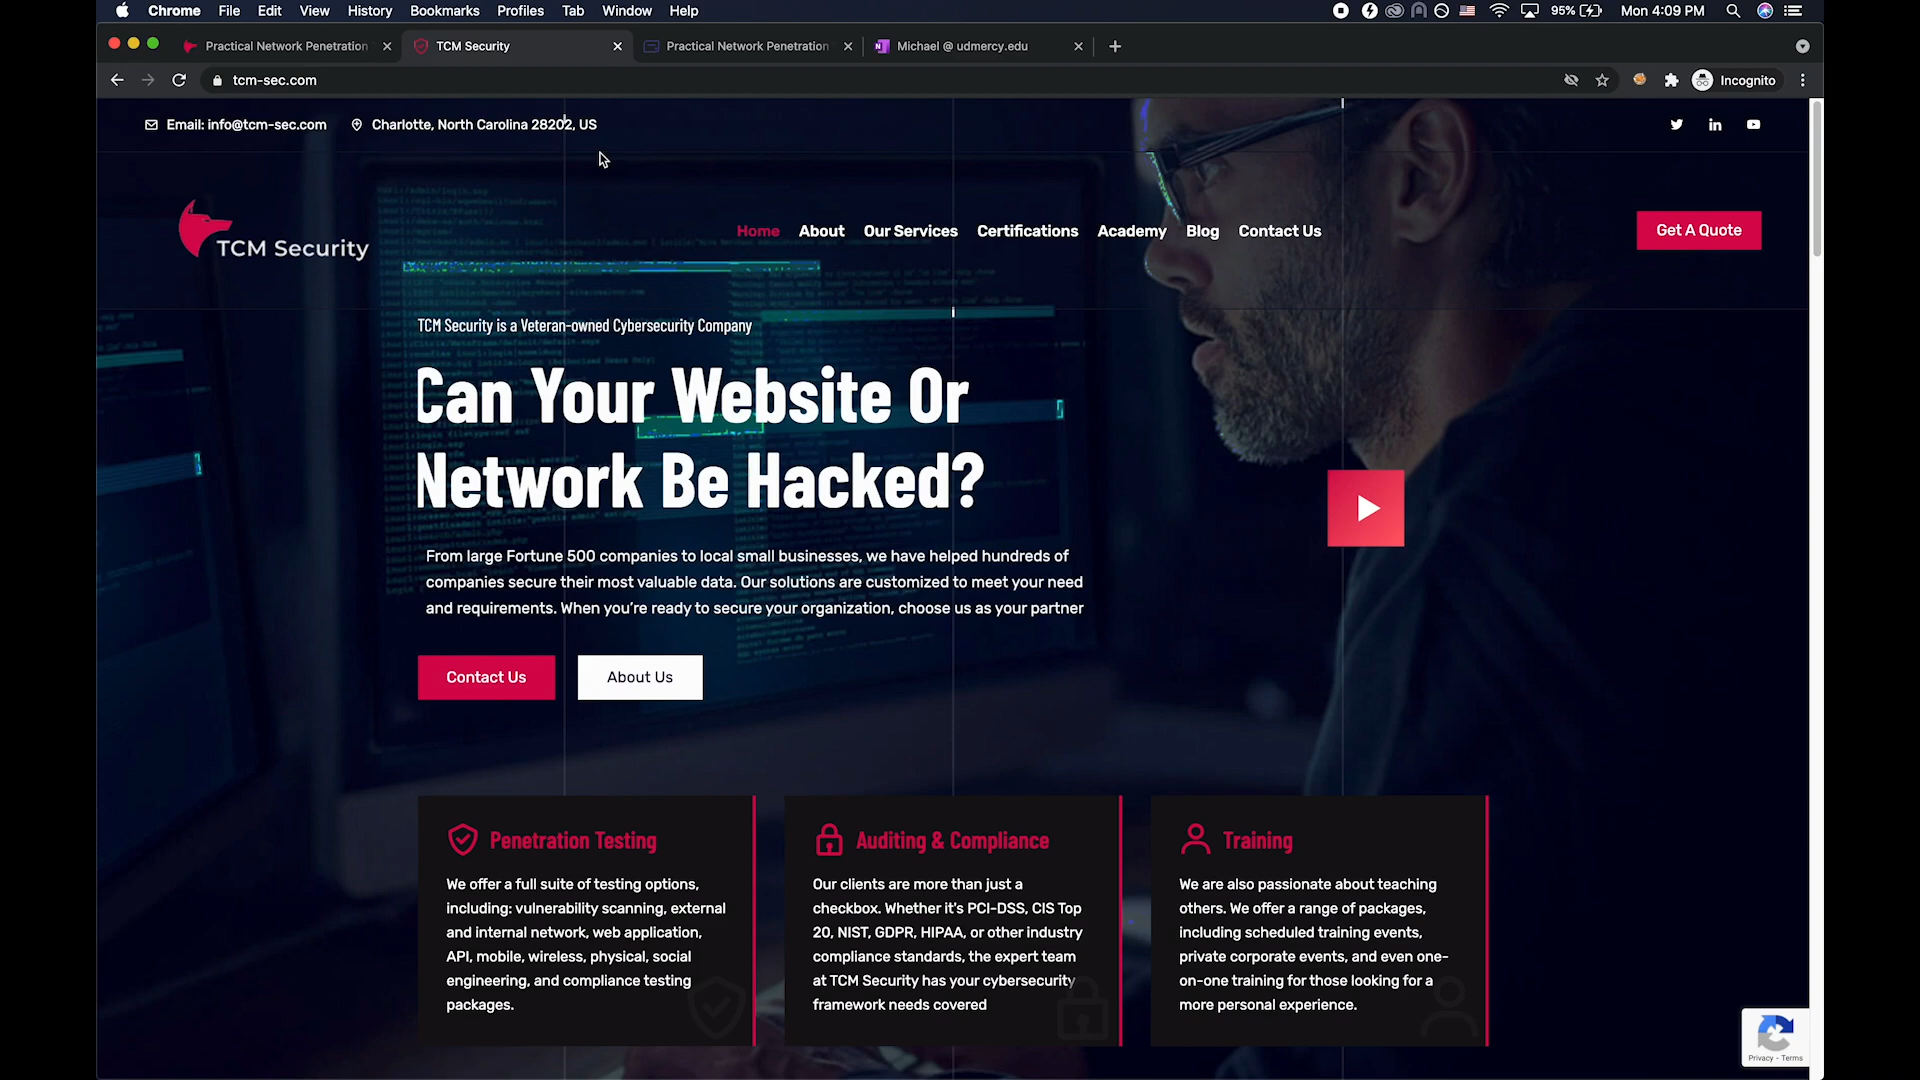 Chrome File Edit View History Bookmarks Profiles Tab Window Help 95% Mon 4:09 PM
Practical Network Penetration TCM Security Practical Network Penetration Michael @ udmercy.edu
tcm-sec.com Incognito
Email: info@tcm-sec.com Charlotte, North Carolina 28202, US
TCM Security
Home About Our Services Certifications Academy Blog Contact Us Get A Quote
TCM Security is a Veteran-owned Cybersecurity Company
Can Your Website Or
Network Be Hacked?
From large Fortune 500 companies to local small businesses, we have helped hundreds of
companies secure their most valuable data. Our solutions are customized to meet your need
and requirements. When you’re ready to secure your organization, choose us as your partner
Contact Us About Us
Penetration Testing
We offer a full suite of testing options,
including: vulnerability scanning, external
and internal network, web application,
API, mobile, wireless, physical, social
engineering, and compliance testing
packages.
Auditing & Compliance
Our clients are more than just a
checkbox. Whether it's PCI-DSS, CIS Top
20, NIST, GDPR, HIPAA, or other industry
compliance standards, the expert team
at TCM Security has your cybersecurity
framework needs covered
Training
We are also passionate about teaching
others. We offer a range of packages,
including scheduled training events,
private corporate events, and even one-
on-one training for those looking for a
more personal experience.
Privacy - Terms